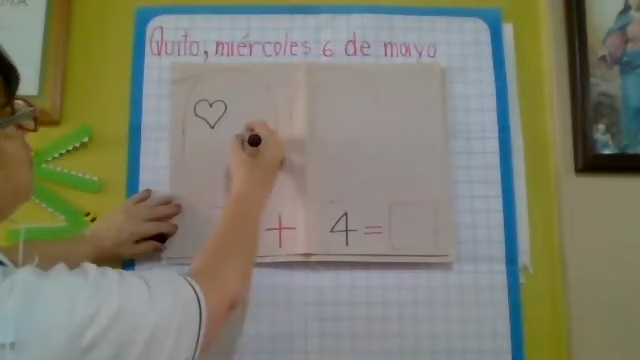 Quito, miércoles 6 de mayo
+ 4 =